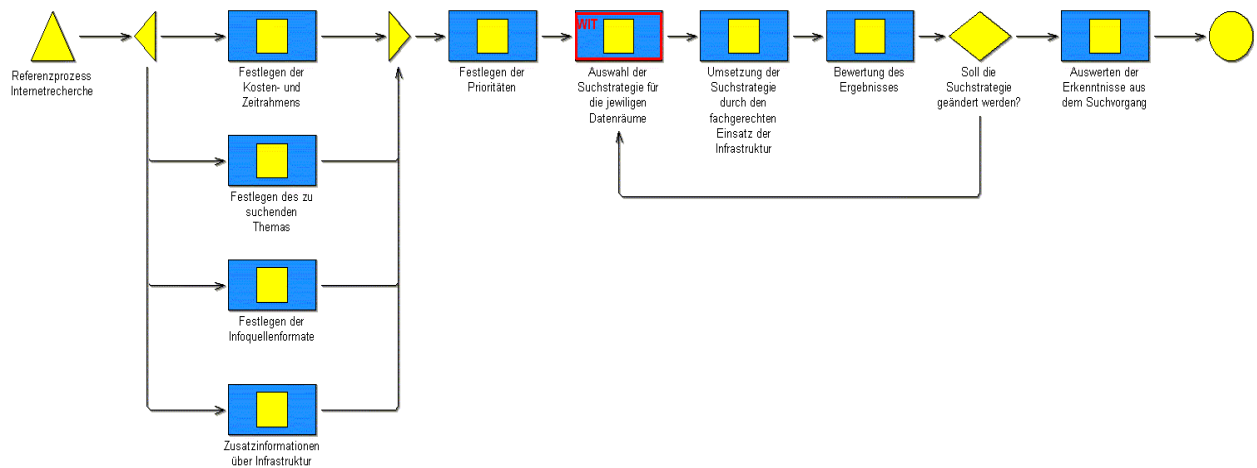 Referenzprozess
Internetrecherche
Festlegen der
Kosten- und
Zeitrahmens
Festlegen des zu
suchenden
Themas
Festlegen der
Infoquellenformate
Zusatzinformationen
über Infrastruktur
Festlegen der
Prioritäten
WIT
Auswahl der
Suchstrategie für
die jewiligen
Datenräume
Umsetzung der
Suchstrategie
durch den
fachgerechten
Einsatz der
Infrastruktur
Bewertung des
Ergebnisses
Soll die
Suchstrategie
geändert werden?
Auswerten der
Erkenntnisse aus
dem Suchvorgang